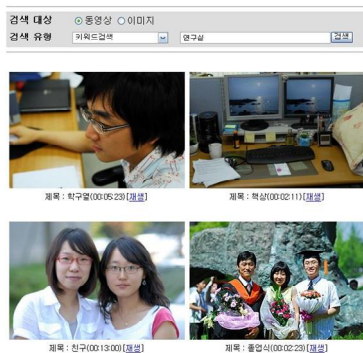 검색 대상 동영상 이미지
검색 유형 키워드검색 연구실 검색
제목 : 학구열(00:05:23)[재생]
제목 : 책상(00:02:11)[재생]
제목 : 친구(00:13:00)[재생]
제목 : 졸업식(00:02:23)[재생]